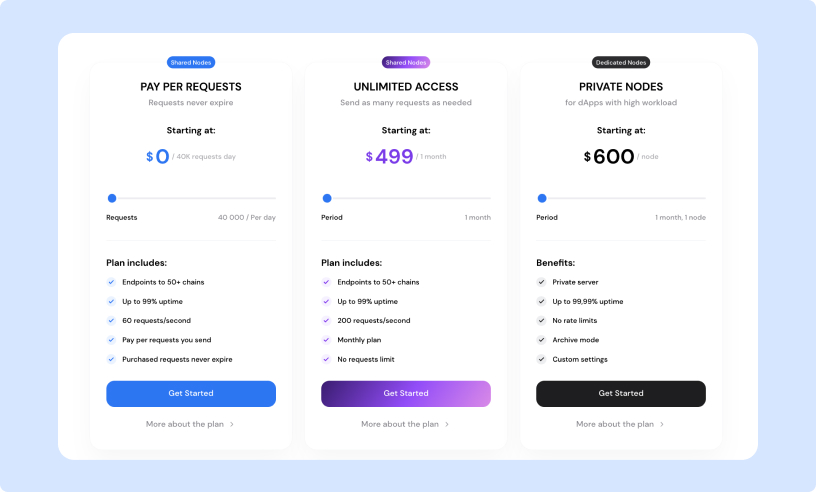 Shared Nodes
PAY PER REQUESTS
Requests never expire
Starting at:
$ 0 / 40K requests day
Requests 40 000 / Per day
Plan includes:
Endpoints to 50+ chains
Up to 99% uptime
60 requests/second
Pay per requests you send
Purchased requests never expire
Get Started
More about the plan >
Shared Nodes
UNLIMITED ACCESS
Send as many requests as needed
Starting at:
$ 499 / 1 month
Period 1 month
Plan includes:
Endpoints to 50+ chains
Up to 99% uptime
200 requests/second
Monthly plan
No requests limit
Get Started
More about the plan >
Dedicated Nodes
PRIVATE NODES
for dApps with high workload
Starting at:
$ 600 / node
Period 1 month, 1 node
Benefits:
Private server
Up to 99,99% uptime
No rate limits
Archive mode
Custom settings
Get Started
More about the plan >